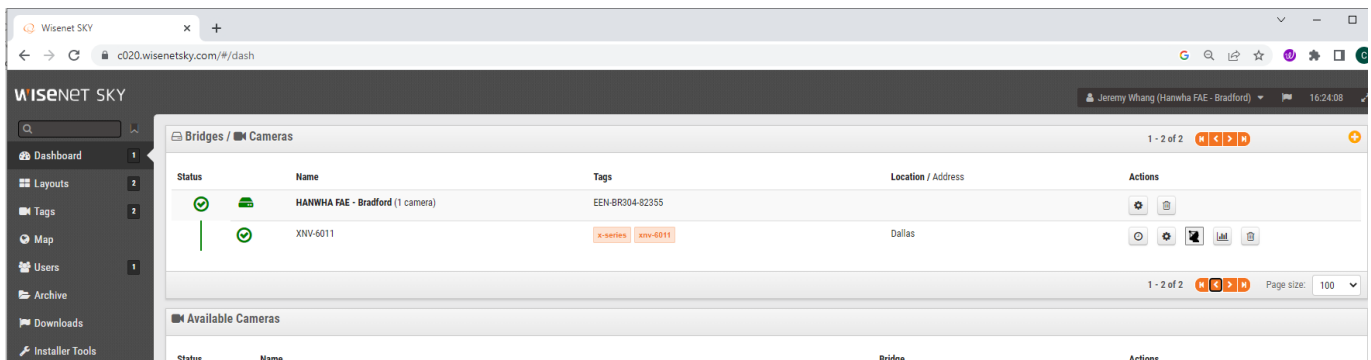 Wisenet SKY
c020.wisenetsky.com/#/dash
WISENET SKY
Jeremy Whang (Hanwha FAE - Bradford) 16:24:08
Bridges / Cameras 1 - 2 of 2
Dashboard 1
Status Name Tags Location / Address Actions
Layouts 2
HANWHA FAE - Bradford (1 camera) EEN-BR304-82355
Tags 2
XNV-6011 x-series xnv-6011 Dallas
Map
Users 1
1 - 2 of 2 Page size: 100
Archive
Available Cameras
Downloads
Installer Tools
Status Name Bridge Actions